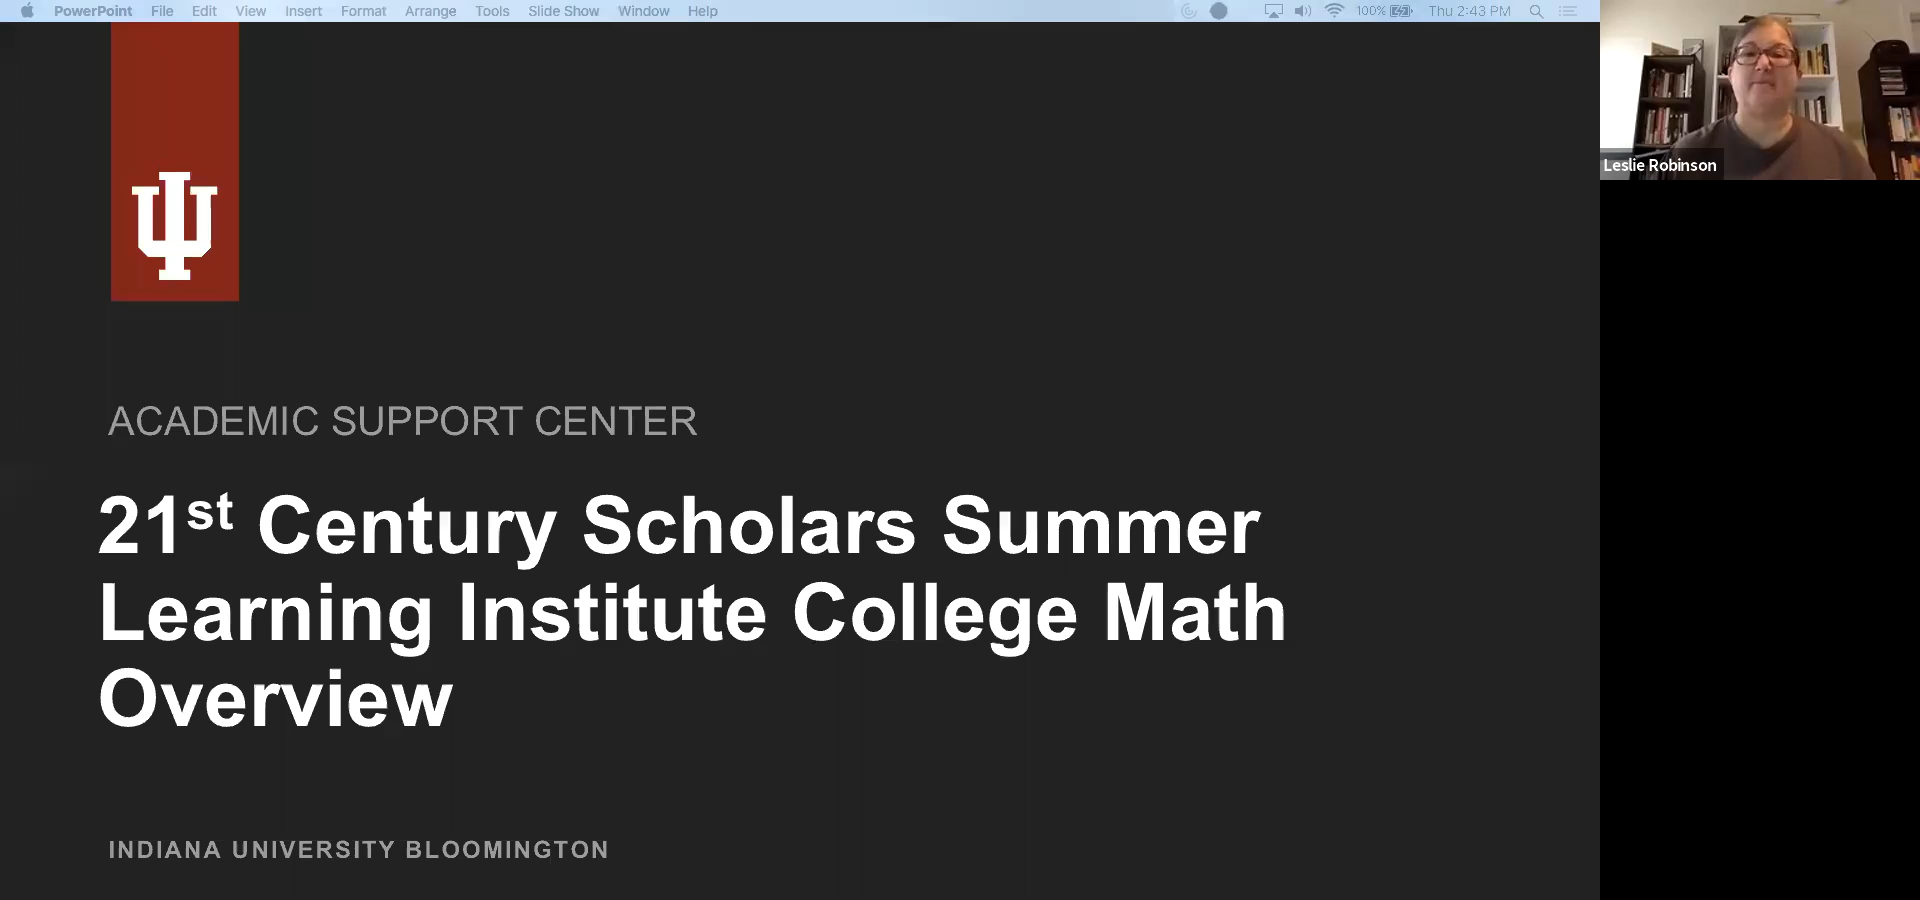 PowerPoint File Edit View Insert Format Arrange Tools Slide Show Window Help 100% Thu 2:43 PM
Leslie Robinson
ACADEMIC SUPPORT CENTER
21st Century Scholars Summer
Learning Institute College Math
Overview
INDIANA UNIVERSITY BLOOMINGTON